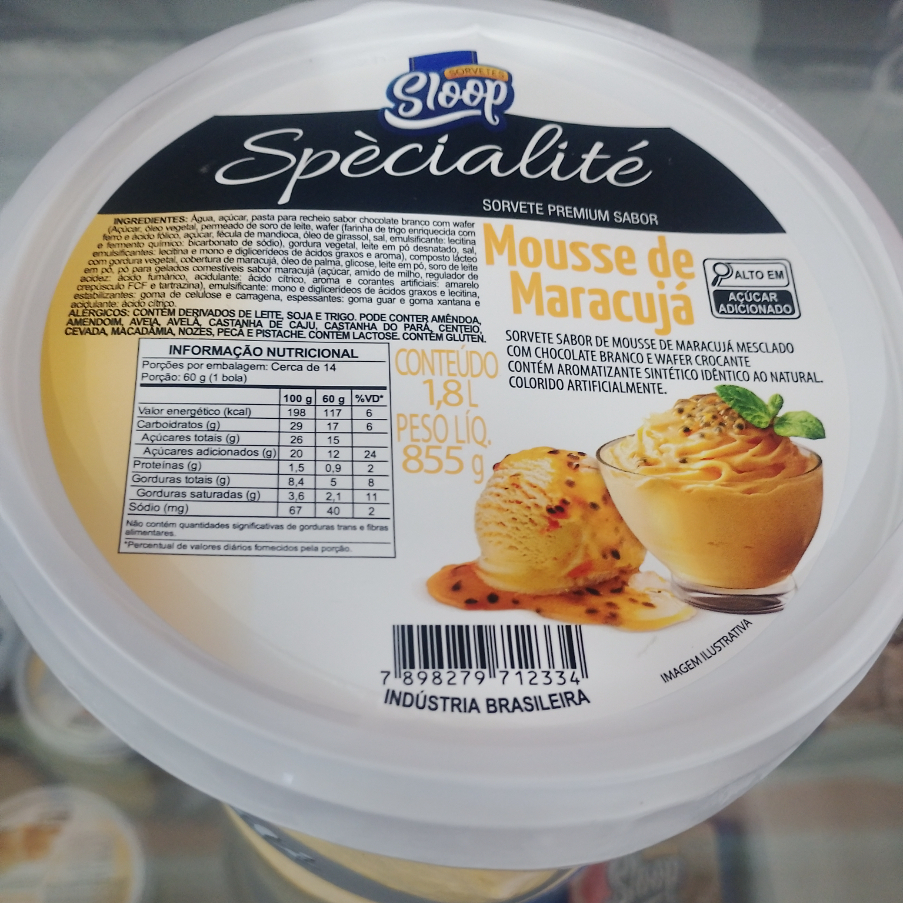 SORVETES
Sloop
Spècialité
SORVETE PREMIUM SABOR
Mousse de
Maracujá
ALTO EM
AÇÚCAR
ADICIONADO
INGREDIENTES: Água, açúcar, pasta para recheio sabor chocolate branco com wafer
(Açúcar, óleo vegetal, permeado de soro de leite, wafer (farinha de trigo enriquecida com
ferro e ácido fólico, açúcar, fécula de mandioca, óleo de girassol, sal, emulsificante: lecitina
e fermento químico: bicarbonato de sódio), gordura vegetal, leite em pó desnatado, sal,
emulsificantes: lecitina e mono e diglicerídeos de ácidos graxos e aroma), composto lácteo
com gordura vegetal, cobertura de maracujá, óleo de palma, glicose, leite em pó, soro de leite
em pó, pó para gelados comestíveis sabor maracujá (açúcar, amido de milho, regulador de
acidez: ácido fumárico, acidulante: ácido cítrico, aroma e corantes artificiais: amarelo
crepúsculo FCF e tartrazina), emulsificante: mono e diglicerídeos de ácidos graxos e lecitina,
estabilizantes: goma de celulose e carragena, espessantes: goma guar e goma xantana e
acidulante: ácido cítrico.
ALÉRGICOS: CONTÉM DERIVADOS DE LEITE, SOJA E TRIGO. PODE CONTER AMÊNDOA,
AMENDOIM, AVEIA, AVELÃ, CASTANHA DE CAJU, CASTANHA DO PARÁ, CENTEIO,
CEVADA, MACADÂMIA, NOZES, PECÃ E PISTACHE. CONTÉM LACTOSE. CONTÉM GLÚTEN.
SORVETE SABOR DE MOUSSE DE MARACUJÁ MESCLADO
COM CHOCOLATE BRANCO E WAFER CROCANTE
CONTÉM AROMATIZANTE SINTÉTICO IDÊNTICO AO NATURAL.
COLORIDO ARTIFICIALMENTE.
INFORMAÇÃO NUTRICIONAL
Porções por embalagem: Cerca de 14
Porção: 60 g (1 bola)
100 g 60 g %VD*
Valor energético (kcal) 198 117 6
Carboidratos (g) 29 17 6
Açúcares totais (g) 26 15
Açúcares adicionados (g) 20 12 24
Proteínas (g) 1,5 0,9 2
Gorduras totais (g) 8,4 5 8
Gorduras saturadas (g) 3,6 2,1 11
Sódio (mg) 67 40 2
Não contém quantidades significativas de gorduras trans e fibras
alimentares.
*Percentual de valores diários fornecidos pela porção.
CONTEÚDO
1,8 L
PESO LÍQ.
855 g
7 898279 712334
INDÚSTRIA BRASILEIRA
IMAGEM ILUSTRATIVA
Sloop